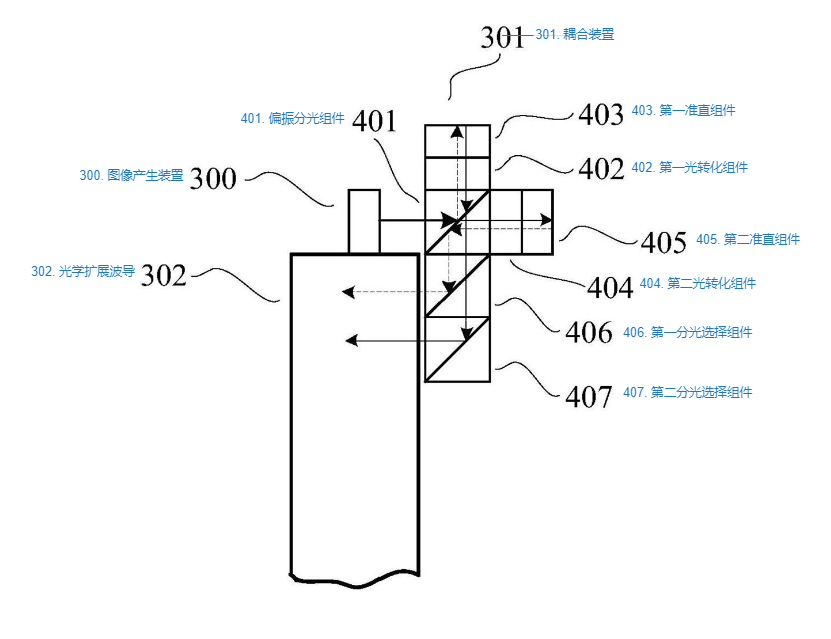 301 301. 耦合装置
403 403. 第一准直组件
401. 偏振分光组件 401
402 402. 第一光转化组件
300. 图像产生装置 300
405 405. 第二准直组件
302. 光学扩展波导 302
404 404. 第二光转化组件
406 406. 第一分光选择组件
407 407. 第二分光选择组件